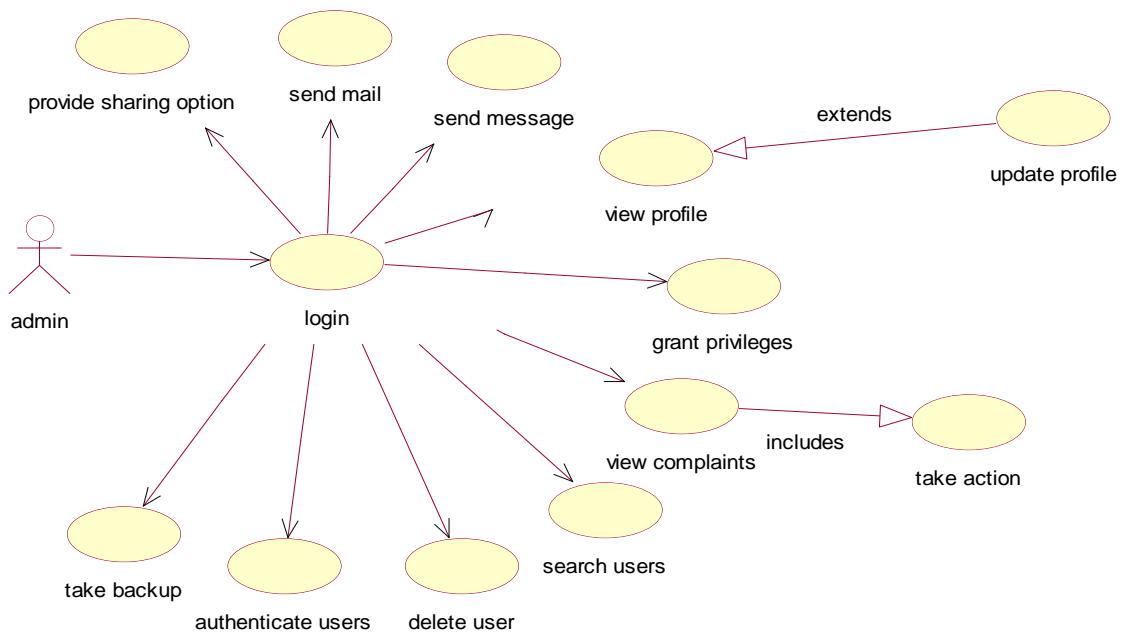 send mail
provide sharing option
send message
extends
update profile
view profile
admin
login
grant privileges
includes
view complaints
take action
search users
take backup
authenticate users
delete user